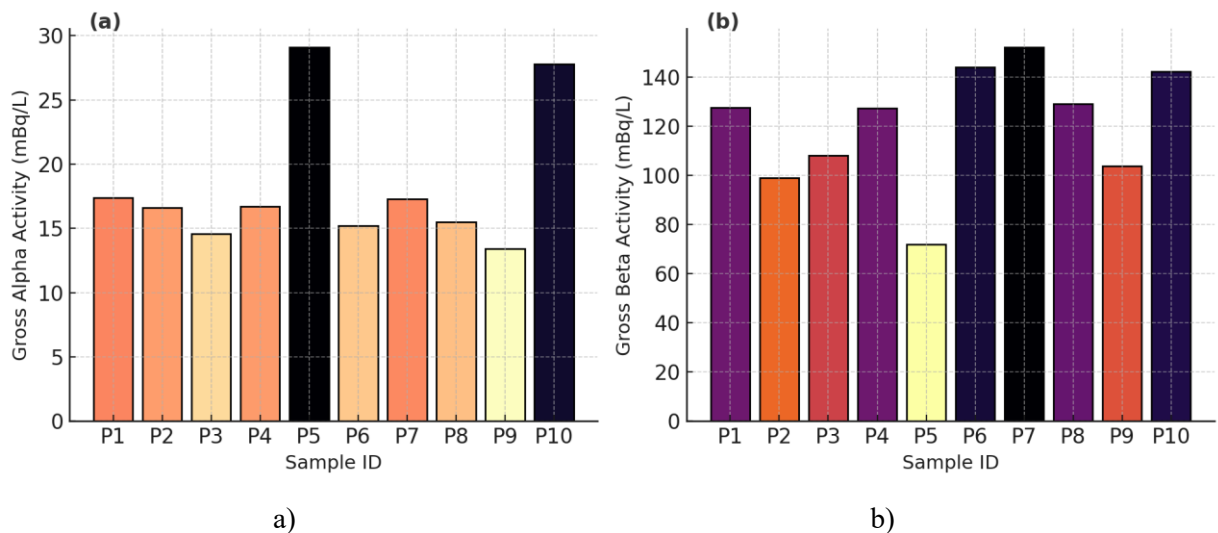 (a)
Gross Alpha Activity (mBq/L)
30
25
20
15
10
5
0
P1 P2 P3 P4 P5 P6 P7 P8 P9 P10
Sample ID
a)
(b)
Gross Beta Activity (mBq/L)
140
120
100
80
60
40
20
0
P1 P2 P3 P4 P5 P6 P7 P8 P9 P10
Sample ID
b)